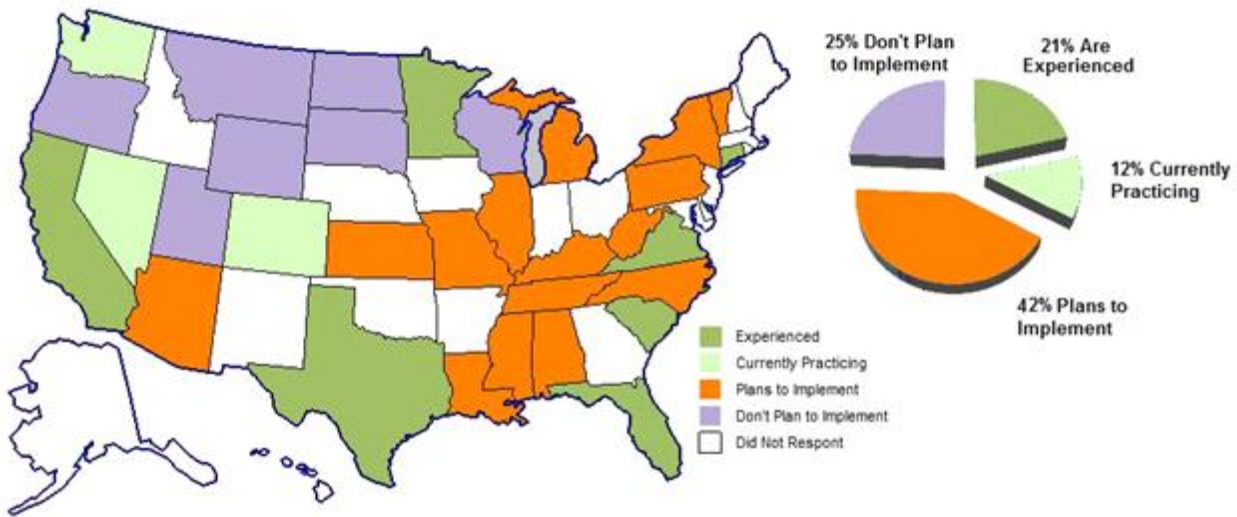 25% Don't Plan
to Implement
21% Are
Experienced
12% Currently
Practicing
42% Plans to
Implement
Experienced
Currently Practicing
Plans to Implement
Don't Plan to Implement
Did Not Respont